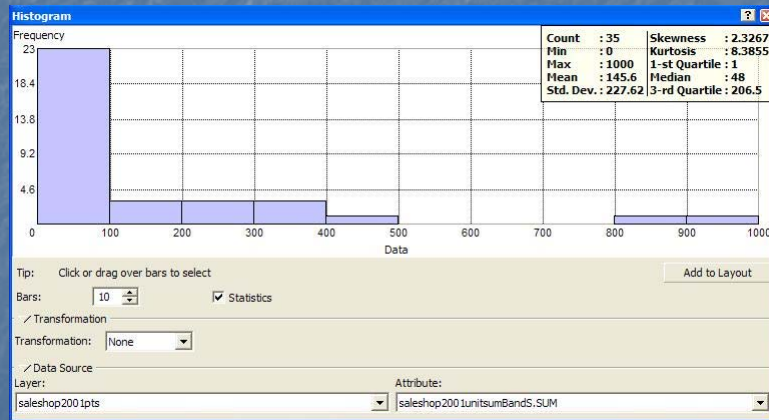 Histogram
Frequency
Count : 35 Skewness : 2.3267
Min : 0 Kurtosis : 8.3855
Max : 1000 1-st Quartile : 1
Mean : 145.6 Median : 48
Std. Dev. : 227.62 3-rd Quartile : 206.5
23
18.4
13.8
9.2
4.6
0 100 200 300 400 500 600 700 800 900 1000
Data
Tip: Click or drag over bars to select Add to Layout
Bars: 10 Statistics
Transformation
Transformation: None
Data Source
Layer: Attribute:
saleshop2001pts saleshop2001unitsumBandS.SUM